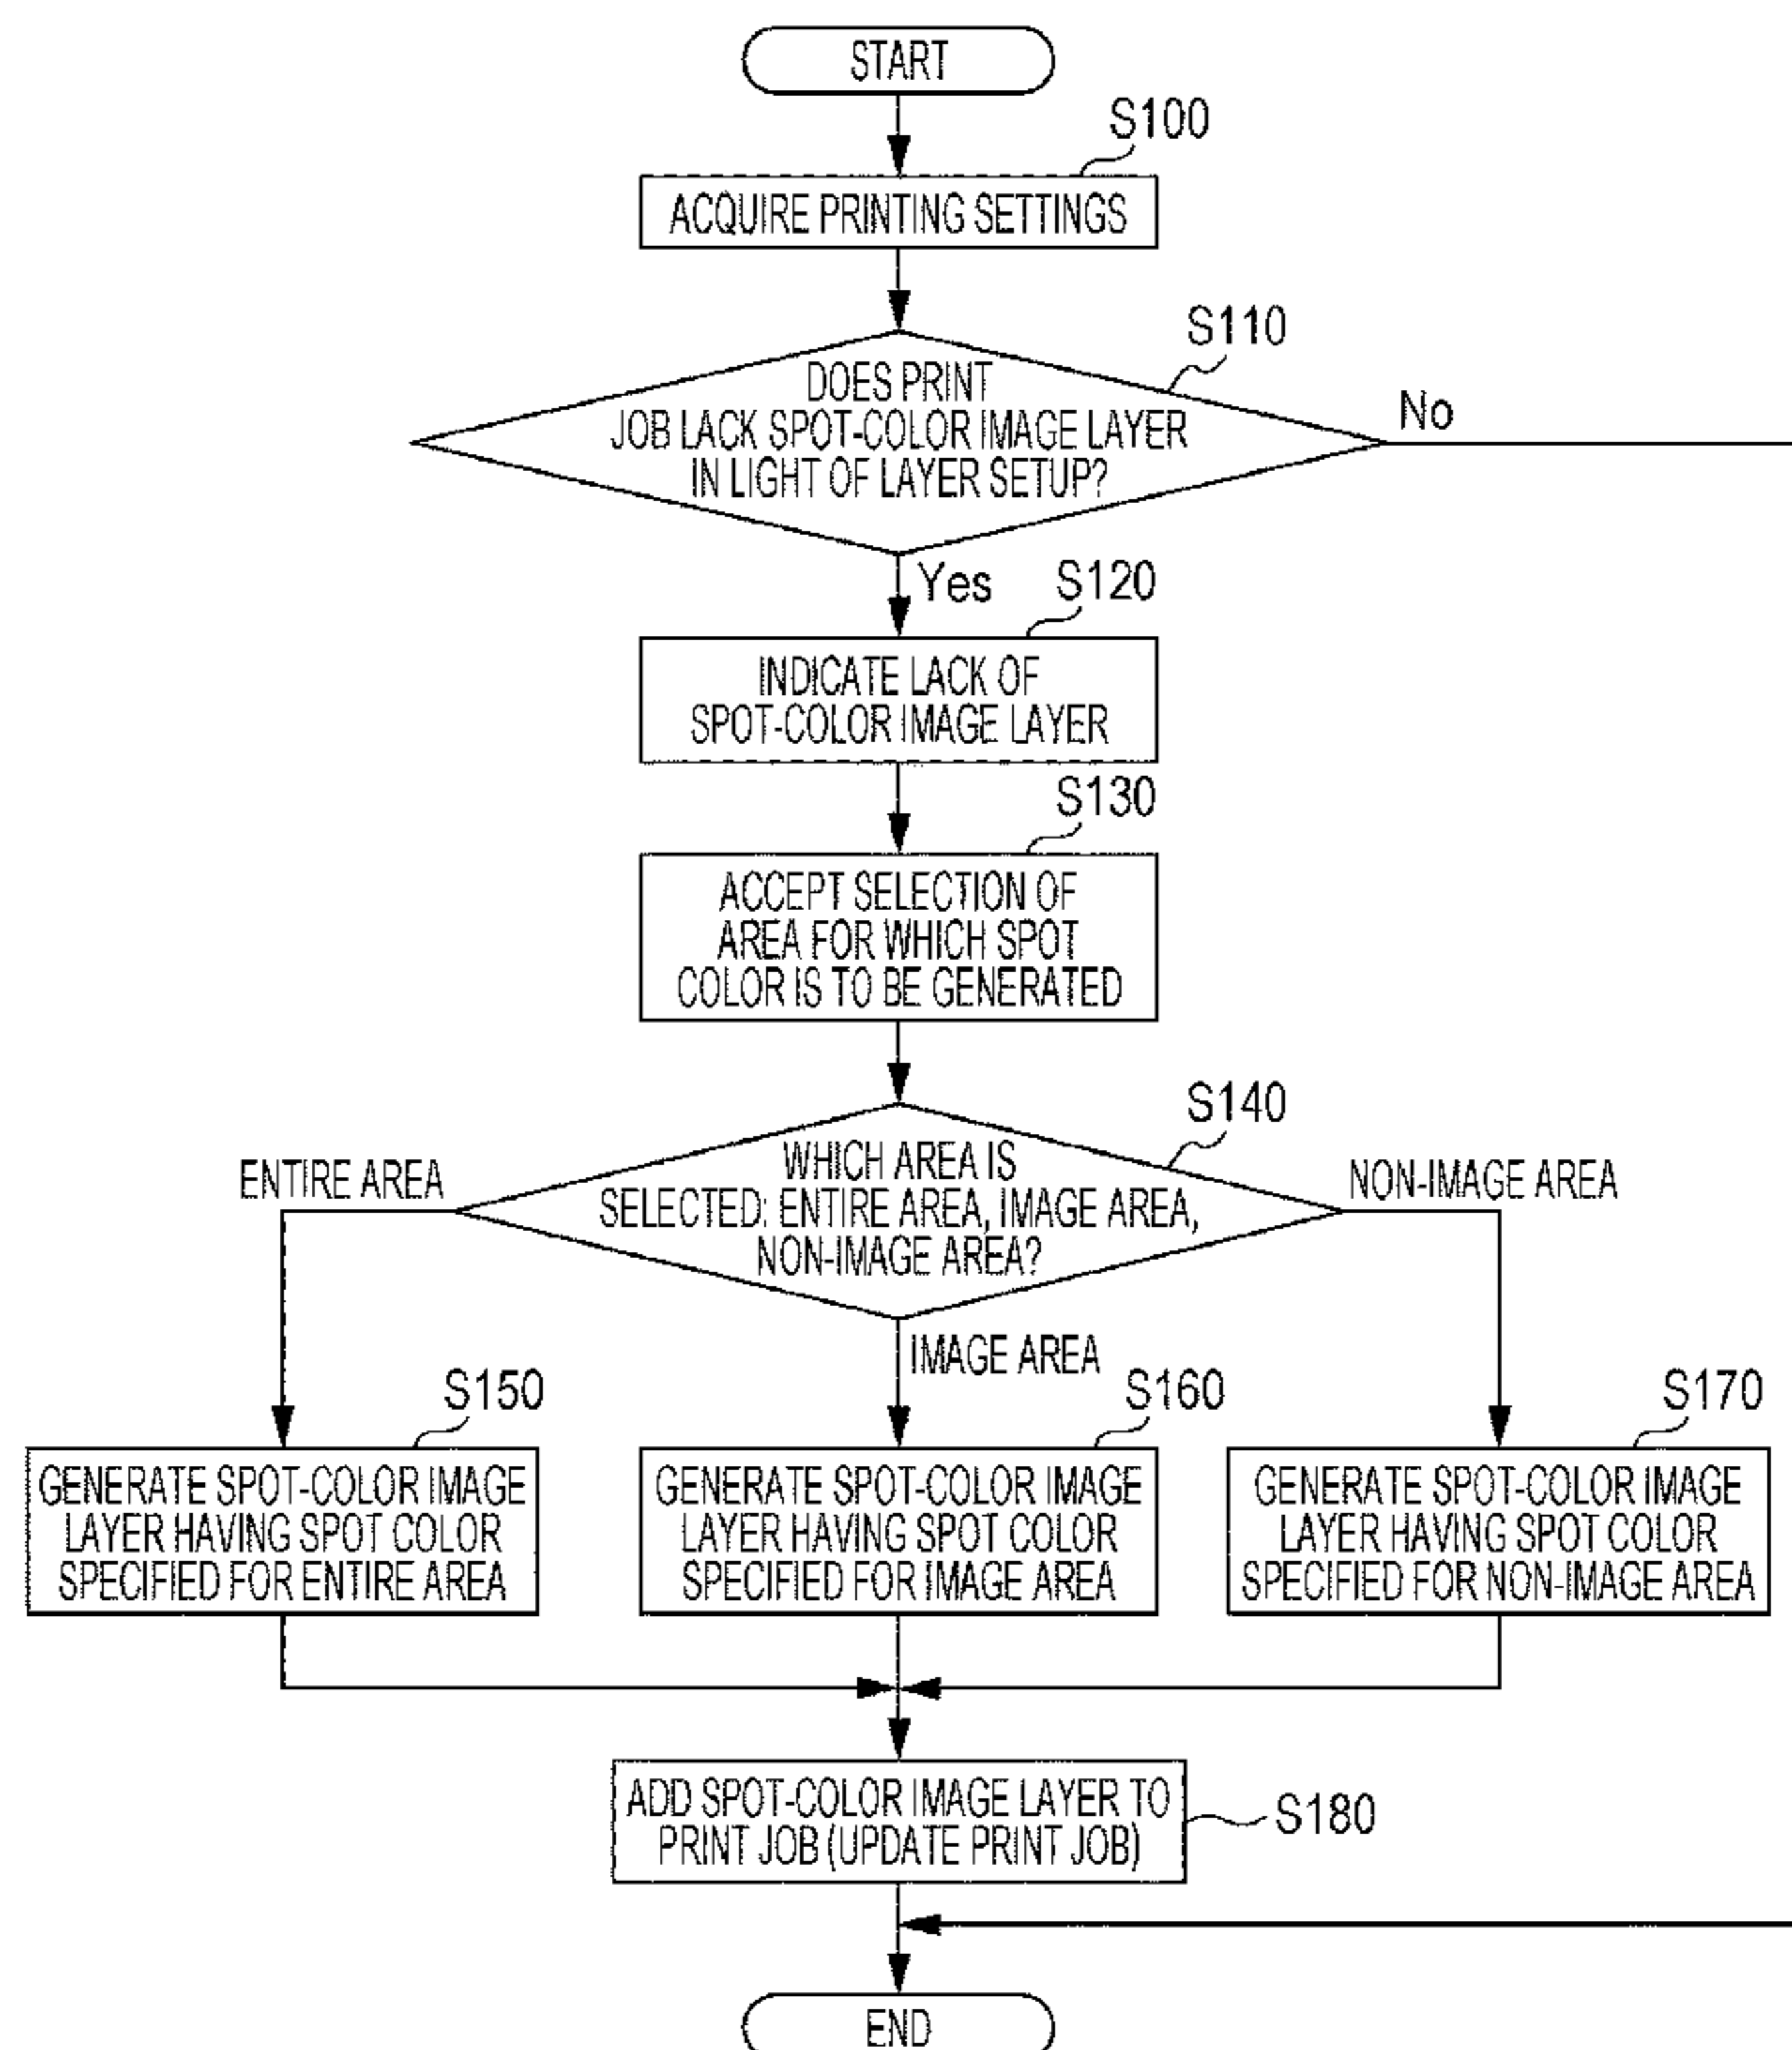 START
S100
ACQUIRE PRINTING SETTINGS
S110
DOES PRINT
JOB LACK SPOT-COLOR IMAGE LAYER
IN LIGHT OF LAYER SETUP?
No
Yes
S120
INDICATE LACK OF
SPOT-COLOR IMAGE LAYER
S130
ACCEPT SELECTION OF
AREA FOR WHICH SPOT
COLOR IS TO BE GENERATED
S140
WHICH AREA IS
SELECTED: ENTIRE AREA, IMAGE AREA,
NON-IMAGE AREA?
ENTIRE AREA
NON-IMAGE AREA
IMAGE AREA
S150
GENERATE SPOT-COLOR IMAGE
LAYER HAVING SPOT COLOR
SPECIFIED FOR ENTIRE AREA
S160
GENERATE SPOT-COLOR IMAGE
LAYER HAVING SPOT COLOR
SPECIFIED FOR IMAGE AREA
S170
GENERATE SPOT-COLOR IMAGE
LAYER HAVING SPOT COLOR
SPECIFIED FOR NON-IMAGE AREA
ADD SPOT-COLOR IMAGE LAYER TO
PRINT JOB (UPDATE PRINT JOB)
S180
END